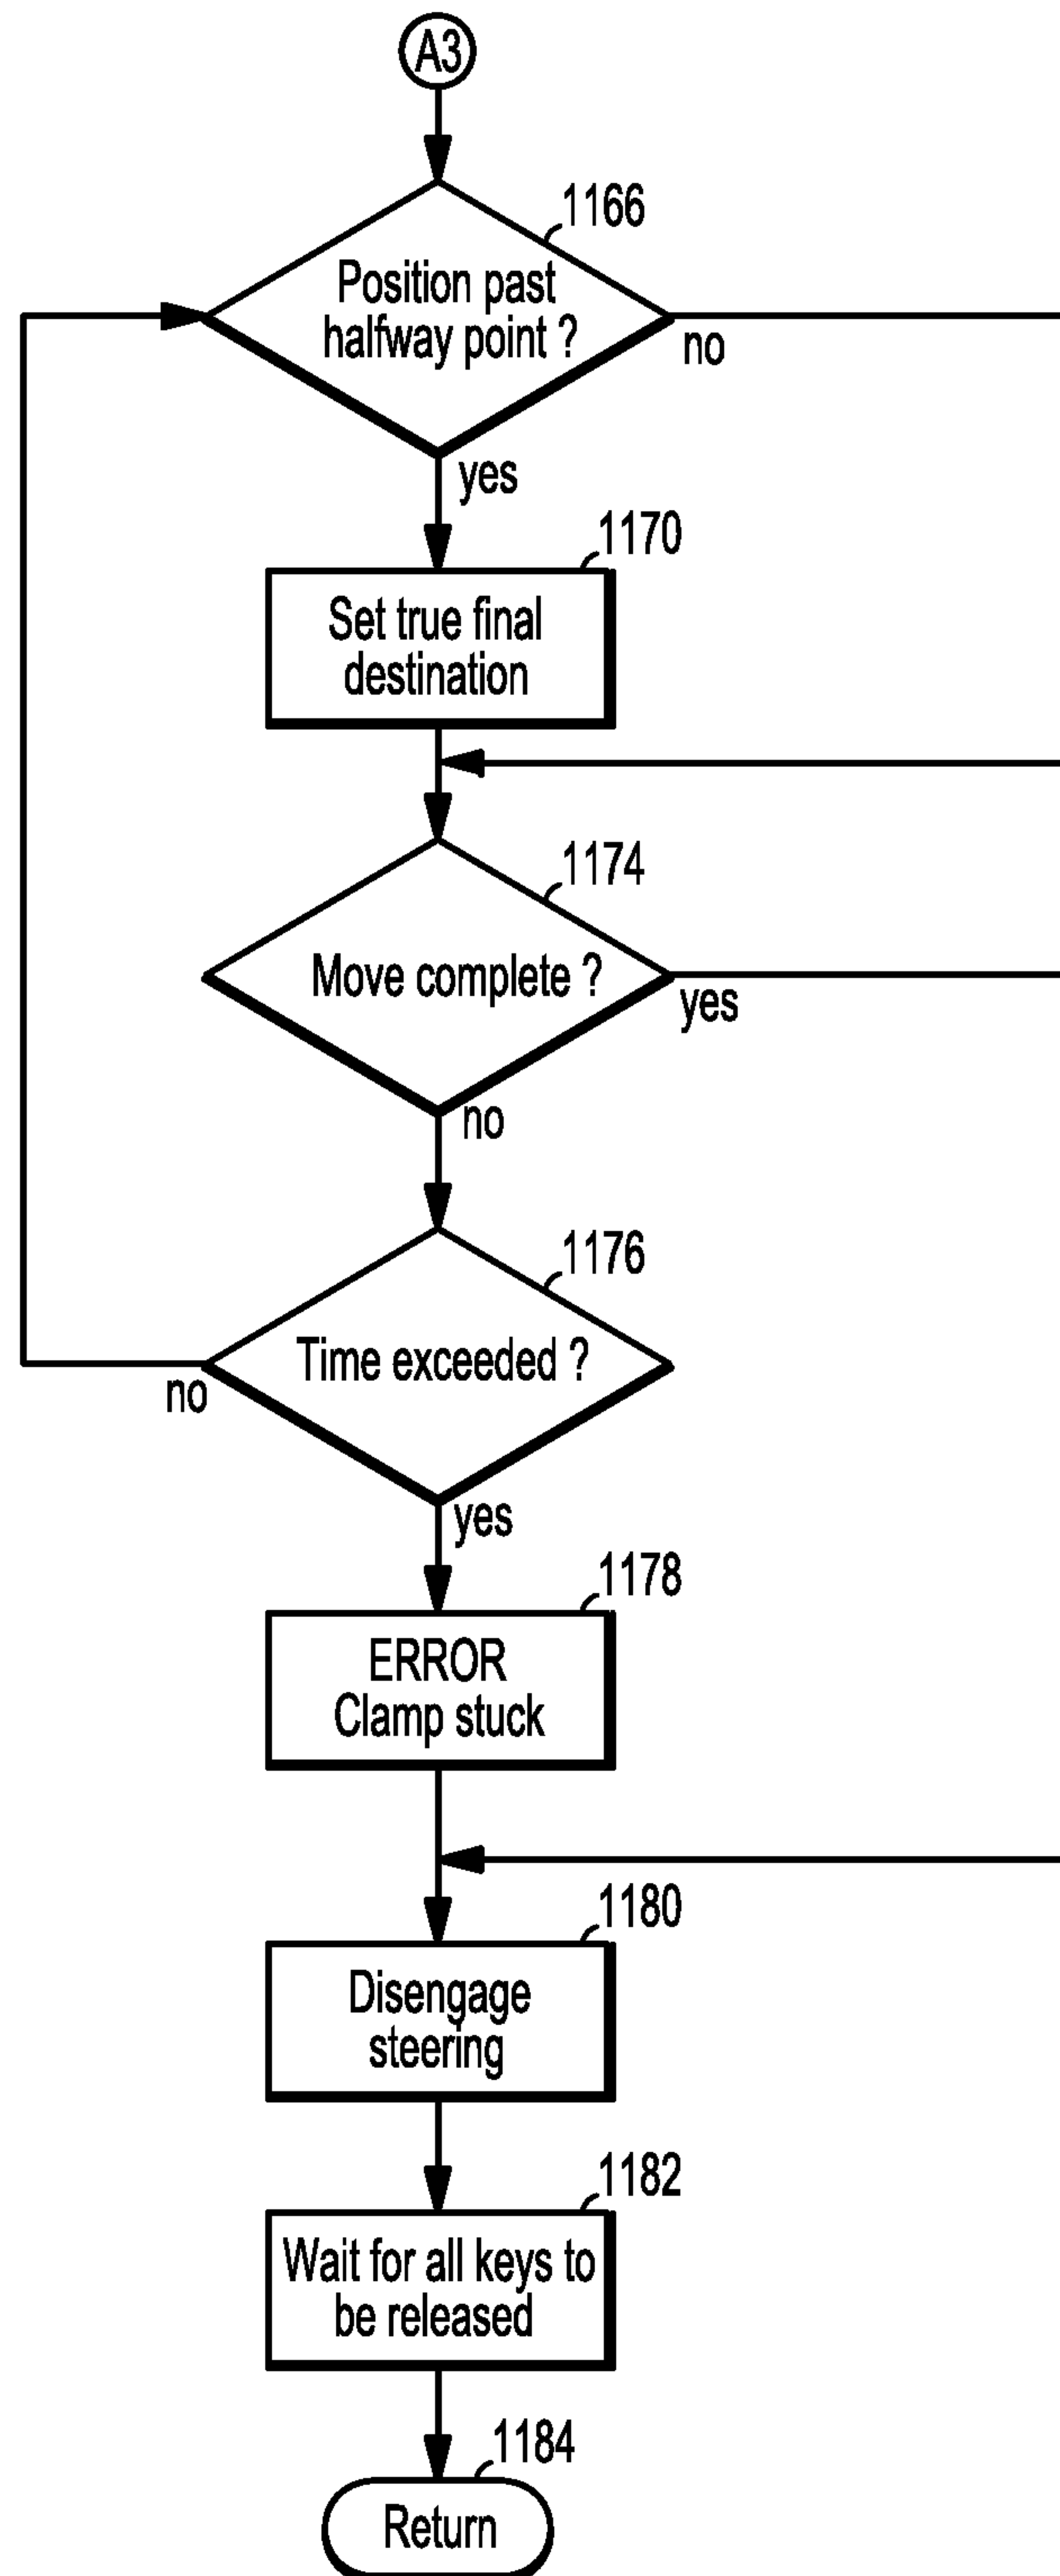 A3
1166
Position past
halfway point ?
no
yes
1170
Set true final
destination
1174
Move complete ?
yes
no
1176
Time exceeded ?
no
yes
1178
ERROR
Clamp stuck
1180
Disengage
steering
1182
Wait for all keys to
be released
1184
Return